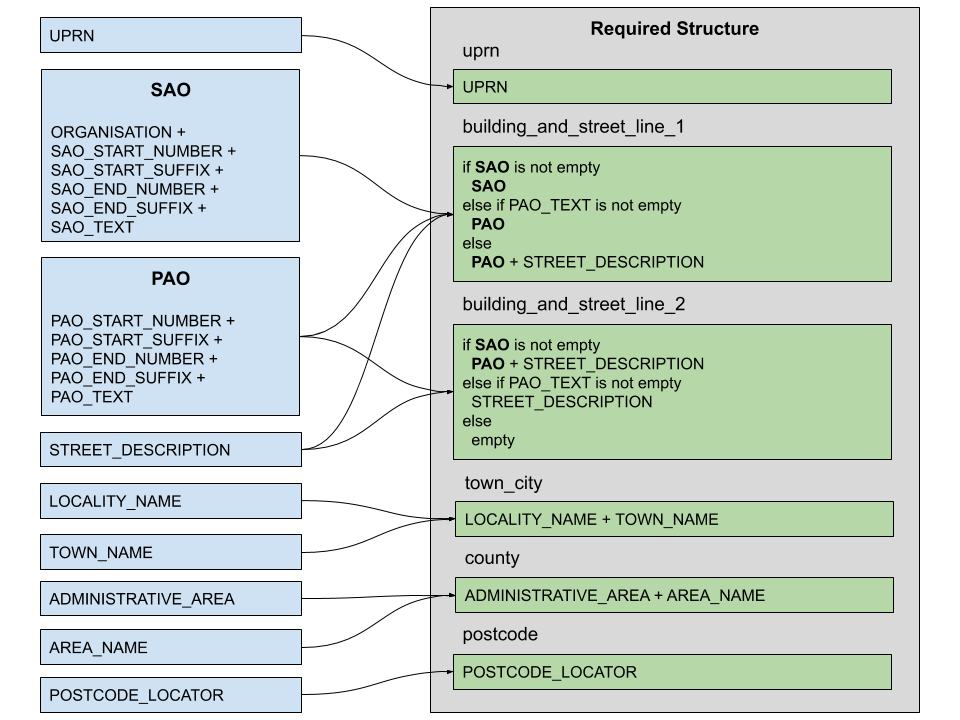 UPRN
SAO
ORGANISATION +
SAO_START_NUMBER +
SAO_START_SUFFIX +
SAO_END_NUMBER +
SAO_END_SUFFIX +
SAO_TEXT
PAO
PAO_START_NUMBER +
PAO_START_SUFFIX +
PAO_END_NUMBER +
PAO_END_SUFFIX +
PAO_TEXT
STREET_DESCRIPTION
LOCALITY_NAME
TOWN_NAME
ADMINISTRATIVE_AREA
AREA_NAME
POSTCODE_LOCATOR
Required Structure
uprn
UPRN
building_and_street_line_1
if SAO is not empty
SAO
else if PAO_TEXT is not empty
PAO
else
PAO + STREET_DESCRIPTION
building_and_street_line_2
if SAO is not empty
PAO + STREET_DESCRIPTION
else if PAO_TEXT is not empty
STREET_DESCRIPTION
else
empty
town_city
LOCALITY_NAME + TOWN_NAME
county
ADMINISTRATIVE_AREA + AREA_NAME
postcode
POSTCODE_LOCATOR